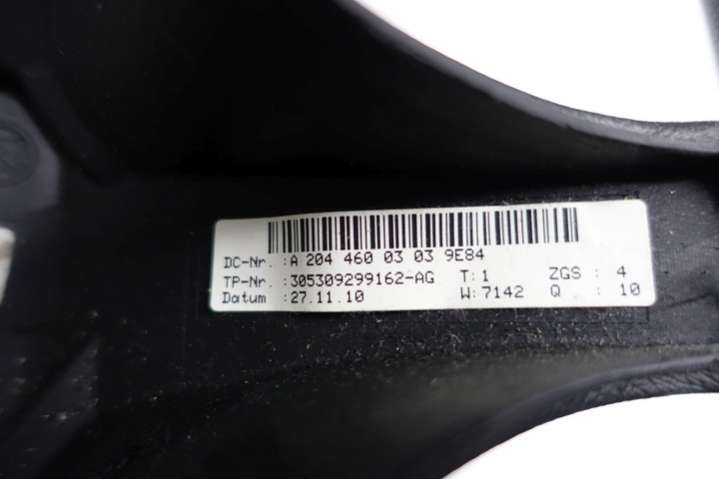 DC-Nr. :A 204 460 03 03 9E84
TP-Nr. :305309299162-AG T:1 ZGS : 4
Datum :27.11.10 W:7142 Q : 10